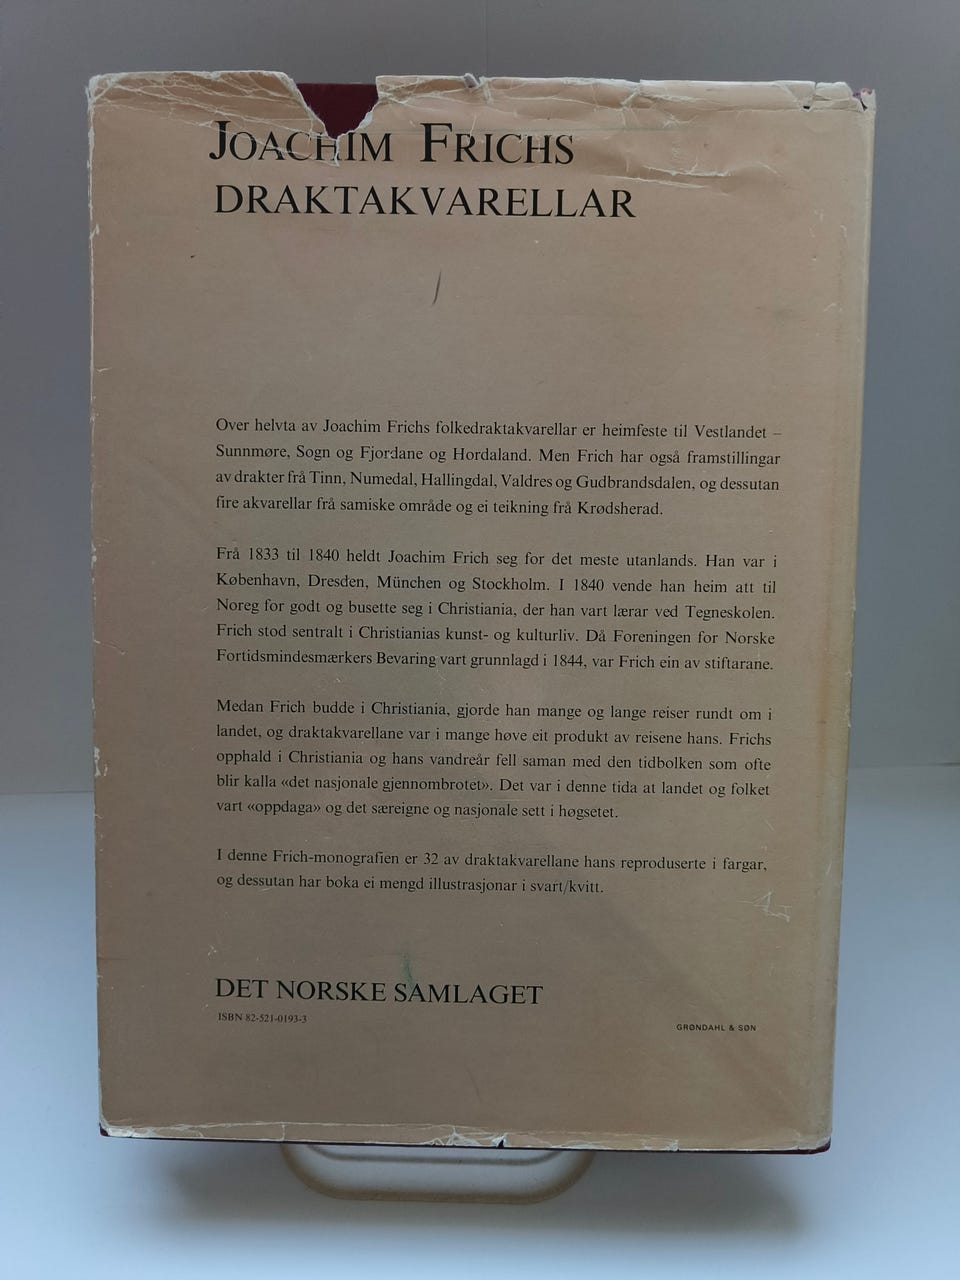 JOACHIM FRICHS
DRAKTAKVARELLAR
Over helvta av Joachim Frichs folkedraktakvarellar er heimfeste til Vestlandet –
Sunnmøre, Sogn og Fjordane og Hordaland. Men Frich har også framstillingar
av drakter frå Tinn, Numedal, Hallingdal, Valdres og Gudbrandsdalen, og dessutan
fire akvarellar frå samiske område og ei teikning frå Krødsherad.
Frå 1833 til 1840 heldt Joachim Frich seg for det meste utanlands. Han var i
København, Dresden, München og Stockholm. I 1840 vende han heim att til
Noreg for godt og busette seg i Christiania, der han vart lærar ved Tegneskolen.
Frich stod sentralt i Christianias kunst- og kulturliv. Då Foreningen for Norske
Fortidsmindesmærkers Bevaring vart grunnlagd i 1844, var Frich ein av stiftarane.
Medan Frich budde i Christiania, gjorde han mange og lange reiser rundt om i
landet, og draktakvarellane var i mange høve eit produkt av reisene hans. Frichs
opphald i Christiania og hans vandreår fell saman med den tidbolken som ofte
blir kalla «det nasjonale gjennombrotet». Det var i denne tida at landet og folket
vart «oppdaga» og det særeigne og nasjonale sett i høgsetet.
I denne Frich-monografien er 32 av draktakvarellane hans reproduserte i fargar,
og dessutan har boka ei mengd illustrasjonar i svart/kvitt.
DET NORSKE SAMLAGET
ISBN 82-521-0193-3
GRØNDAHL & SØN